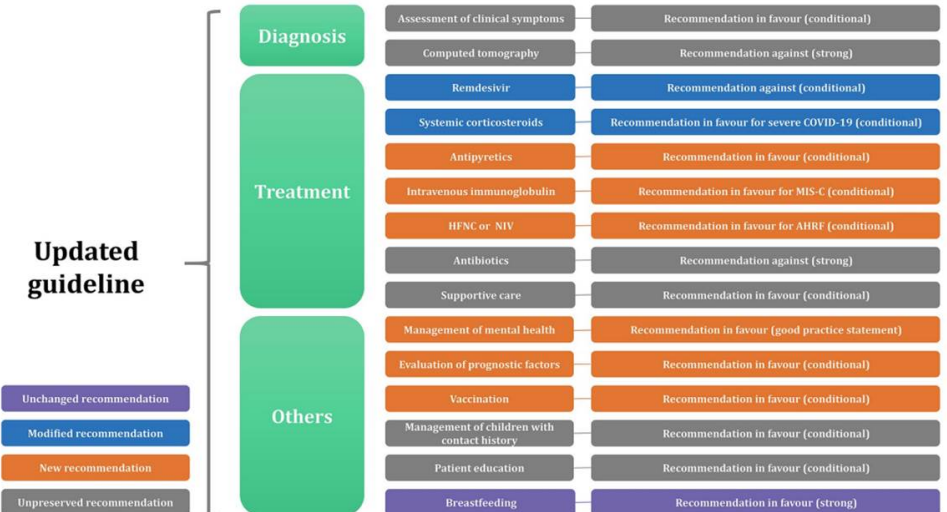 Updated
guideline
Diagnosis
Assessment of clinical symptoms
Recommendation in favour (conditional)
Computed tomography
Recommendation against (strong)
Treatment
Remdesivir
Recommendation against (conditional)
Systemic corticosteroids
Recommendation in favour for severe COVID-19 (conditional)
Antipyretics
Recommendation in favour (conditional)
Intravenous immunoglobulin
Recommendation in favour for MIS-C (conditional)
HFNC or NIV
Recommendation in favour for AHRF (conditional)
Antibiotics
Recommendation against (strong)
Supportive care
Recommendation in favour (conditional)
Others
Management of mental health
Recommendation in favour (good practice statement)
Evaluation of prognostic factors
Recommendation in favour (conditional)
Vaccination
Recommendation in favour (conditional)
Management of children with
contact history
Recommendation in favour (conditional)
Patient education
Recommendation in favour (conditional)
Breastfeeding
Recommendation in favour (strong)
Unchanged recommendation
Modified recommendation
New recommendation
Unpreserved recommendation